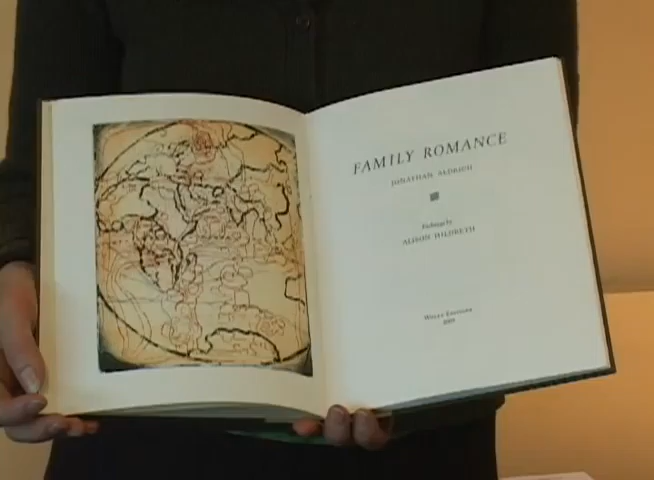 FAMILY ROMANCE
JONATHAN ALDRICH
Etchings by
ALISON HILDRETH